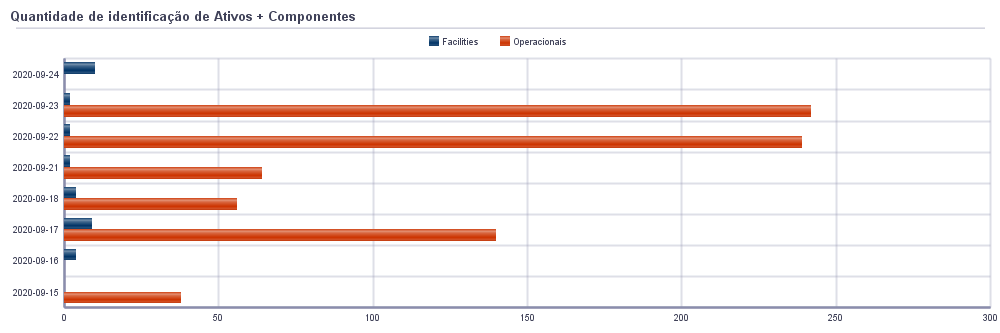 Quantidade de identificação de Ativos + Componentes
Facilities Operacionais
2020-09-24
2020-09-23
2020-09-22
2020-09-21
2020-09-18
2020-09-17
2020-09-16
2020-09-15
0 50 100 150 200 250 300